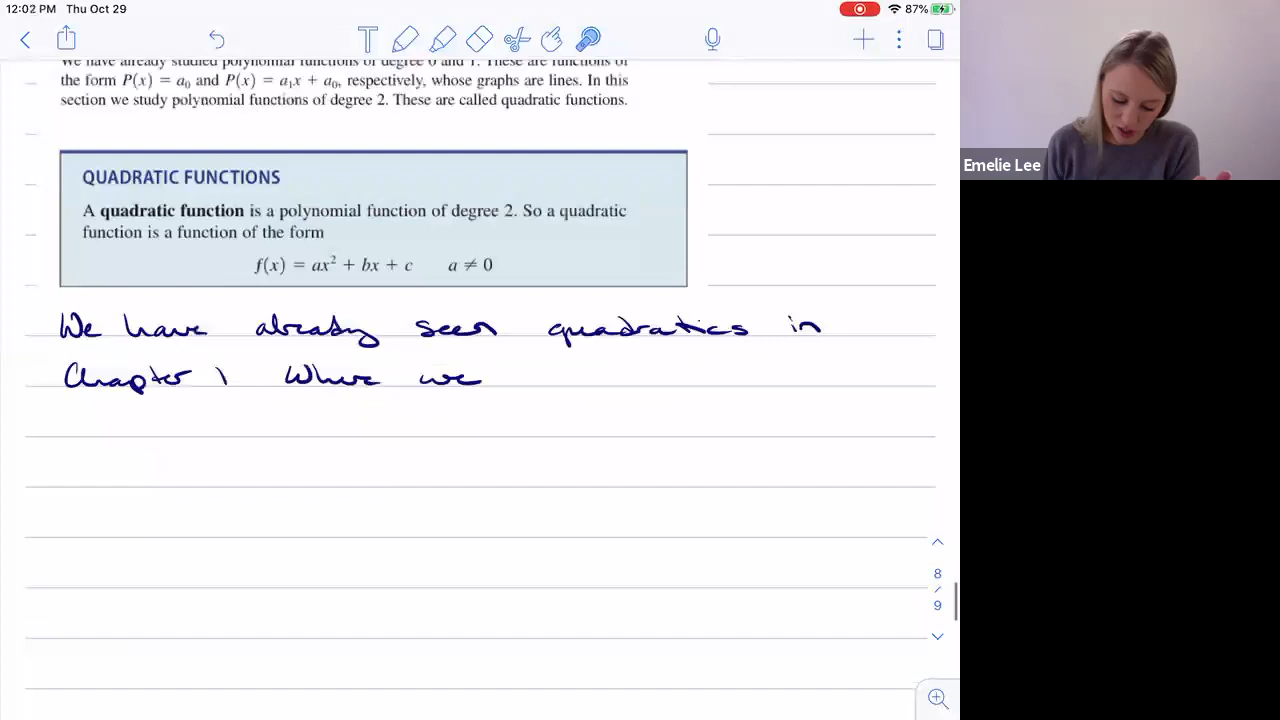 12:02 PM Thu Oct 29
87%
We have already studied polynomial functions of degree 0 and 1. These are functions of
the form P(x) = a₀ and P(x) = a₁x + a₀, respectively, whose graphs are lines. In this
section we study polynomial functions of degree 2. These are called quadratic functions.
QUADRATIC FUNCTIONS
A quadratic function is a polynomial function of degree 2. So a quadratic
function is a function of the form
f(x) = ax² + bx + c a ≠ 0
We have already seen quadratics in
Chapter 1 Where we
8
/
9
Emelie Lee